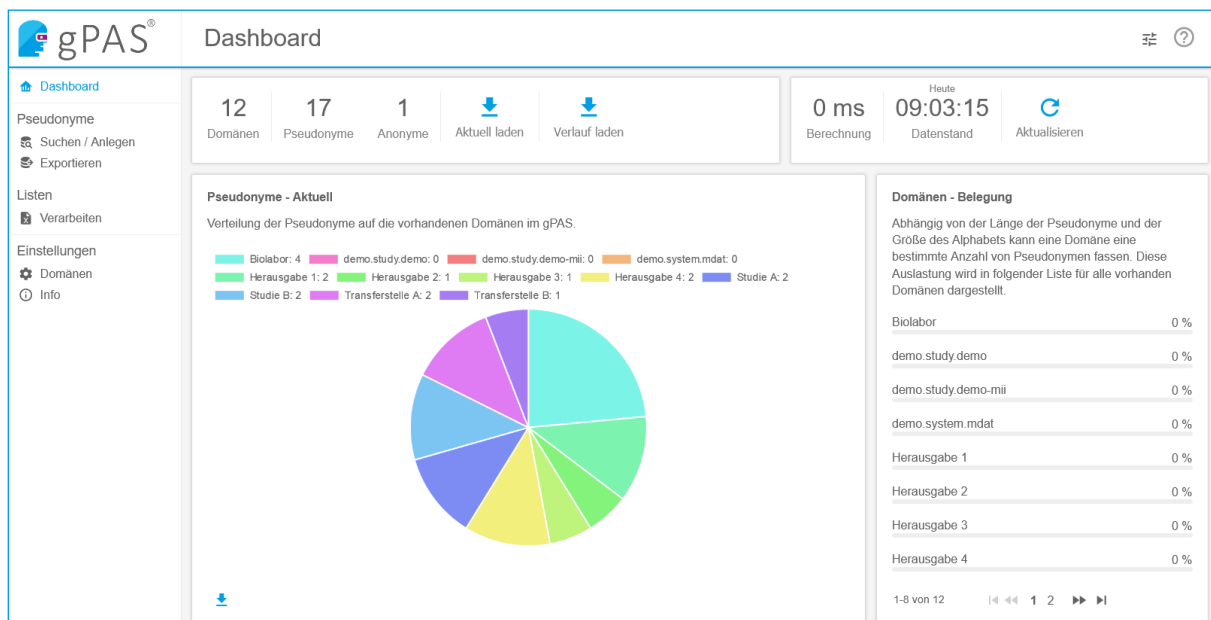 gPAS®
Dashboard
Dashboard
Pseudonyme
Suchen / Anlegen
Exportieren
Listen
Verarbeiten
Einstellungen
Domänen
Info
12
Domänen
17
Pseudonyme
1
Anonyme
Aktuell laden
Verlauf laden
0 ms
Berechnung
Heute
09:03:15
Datenstand
Aktualisieren
Pseudonyme - Aktuell
Verteilung der Pseudonyme auf die vorhandenen Domänen im gPAS.
Biolabor: 4 demo.study.demo: 0 demo.study.demo-mii: 0 demo.system.mdat: 0
Herausgabe 1: 2 Herausgabe 2: 1 Herausgabe 3: 1 Herausgabe 4: 2 Studie A: 2
Studie B: 2 Transferstelle A: 2 Transferstelle B: 1
Domänen - Belegung
Abhängig von der Länge der Pseudonyme und der
Größe des Alphabets kann eine Domäne eine
bestimmte Anzahl von Pseudonymen fassen. Diese
Auslastung wird in folgender Liste für alle vorhanden
Domänen dargestellt.
Biolabor 0 %
demo.study.demo 0 %
demo.study.demo-mii 0 %
demo.system.mdat 0 %
Herausgabe 1 0 %
Herausgabe 2 0 %
Herausgabe 3 0 %
Herausgabe 4 0 %
1-8 von 12 1 2